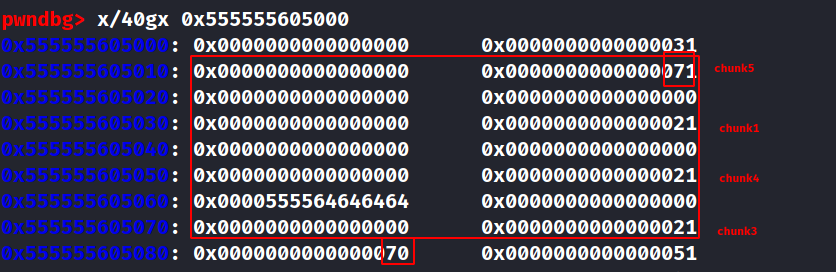 pwndbg> x/40gx 0x555555605000
0x555555605000: 0x0000000000000000 0x0000000000000031
0x555555605010: 0x0000000000000000 0x0000000000000071 chunk5
0x555555605020: 0x0000000000000000 0x0000000000000000
0x555555605030: 0x0000000000000000 0x0000000000000021 chunk1
0x555555605040: 0x0000000000000000 0x0000000000000000
0x555555605050: 0x0000000000000000 0x0000000000000021 chunk4
0x555555605060: 0x0000555564646464 0x0000000000000000
0x555555605070: 0x0000000000000000 0x0000000000000021 chunk3
0x555555605080: 0x0000000000000070 0x0000000000000051